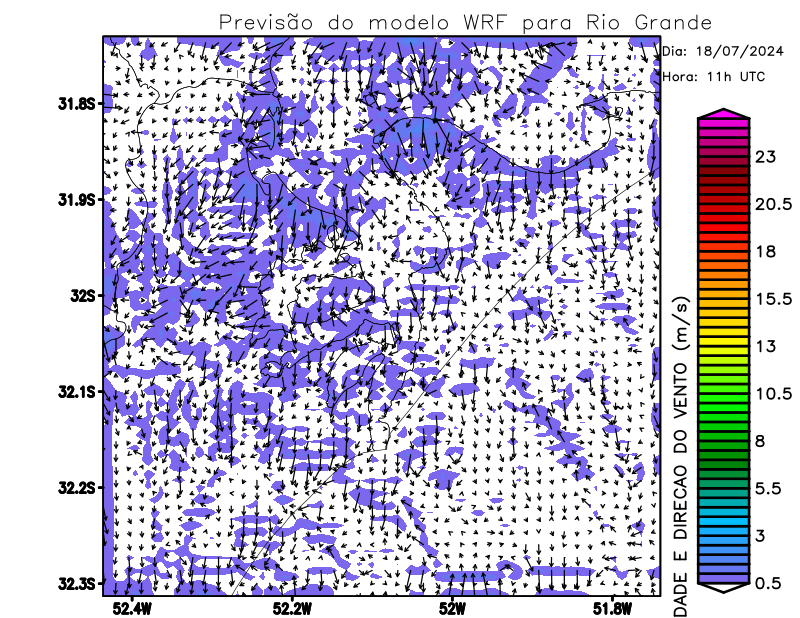 Previsão do modelo WRF para Rio Grande
Dia: 18/07/2024
Hora: 11h UTC
31.8S
31.9S
32S
32.1S
32.2S
32.3S
52.4W
52.2W
52W
51.8W
23
20.5
18
15.5
13
10.5
8
5.5
3
0.5
DADE E DIRECAO DO VENTO (m/s)